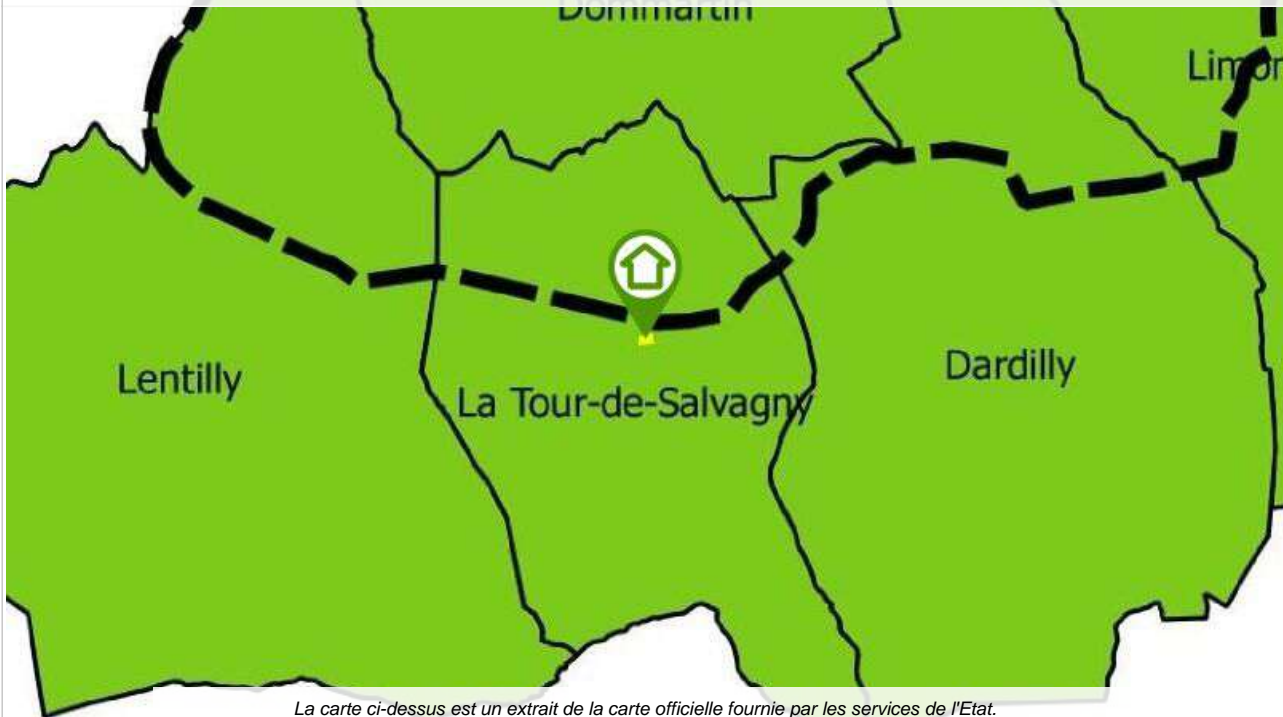 Dommartin
Limon
Lentilly
La Tour-de-Salvagny
Dardilly
La carte ci-dessus est un extrait de la carte officielle fournie par les services de l'Etat.